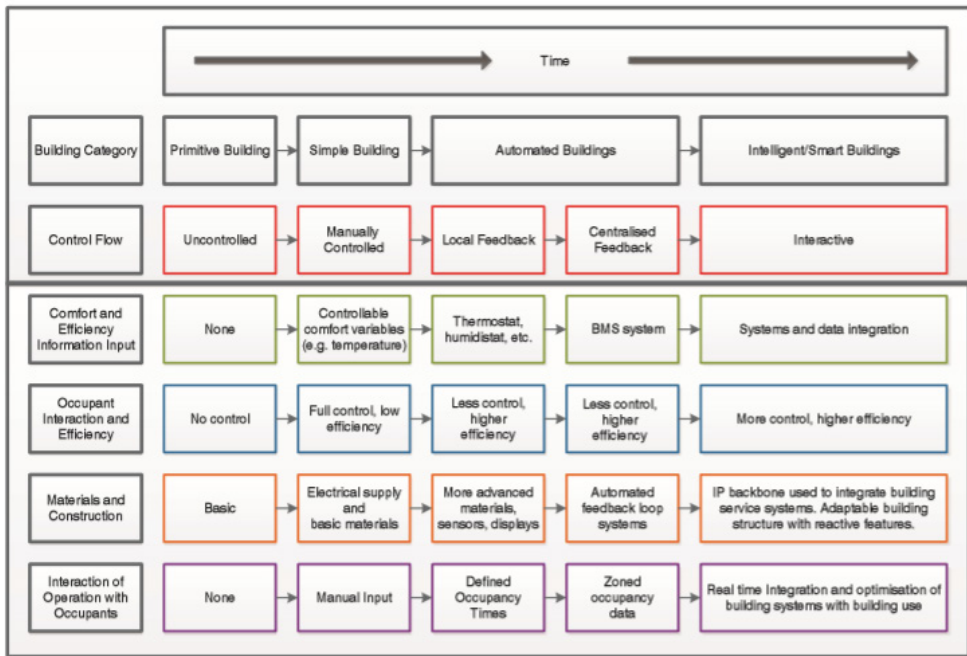 Time
Building Category
Primitive Building
Simple Building
Automated Buildings
Intelligent/Smart Buildings
Control Flow
Uncontrolled
Manually
Controlled
Local Feedback
Centralised
Feedback
Interactive
Comfort and
Efficiency
Information Input
None
Controllable
comfort variables
(e.g. temperature)
Thermostat,
humidistat, etc.
BMS system
Systems and data integration
Occupant
Interaction and
Efficiency
No control
Full control, low
efficiency
Less control,
higher
efficiency
Less control,
higher
efficiency
More control, higher efficiency
Materials and
Construction
Basic
Electrical supply
and
basic materials
More advanced
materials,
sensors, displays
Automated
feedback loop
systems
IP backbone used to integrate building
service systems. Adaptable building
structure with reactive features.
Interaction of
Operation with
Occupants
None
Manual Input
Defined
Occupancy
Times
Zoned
occupancy
data
Real time Integration and optimisation of
building systems with building use